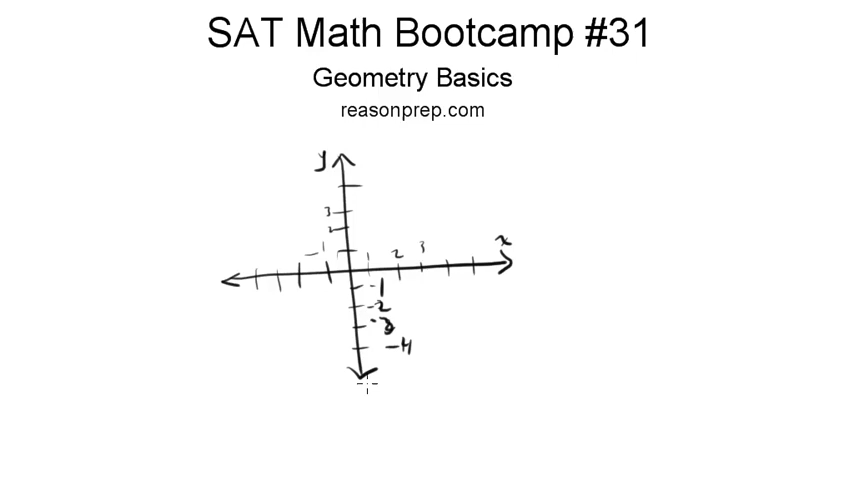 SAT Math Bootcamp #31
Geometry Basics
reasonprep.com
y
3
2
-1 1 2 3 x
-1
-2
-3
-4